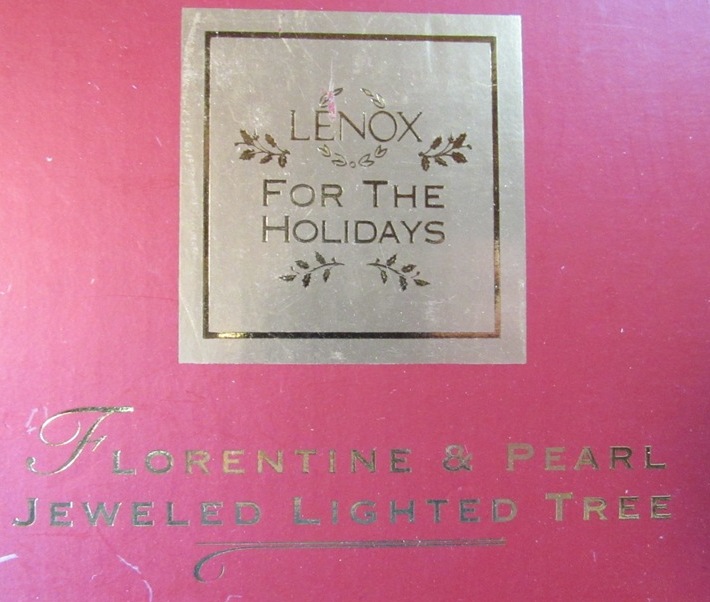 LENOX
FOR THE
HOLIDAYS
FLORENTINE & PEARL
JEWELED LIGHTED TREE